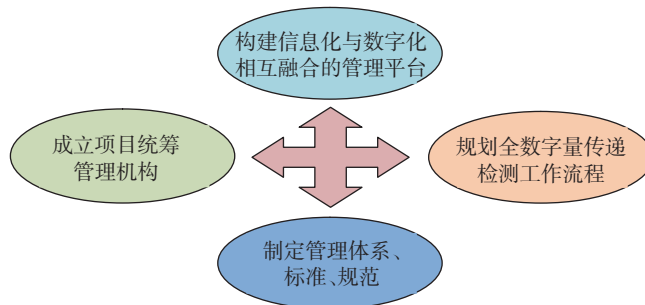 构建信息化与数字化
相互融合的管理平台
成立项目统筹
管理机构
规划全数字量传递
检测工作流程
制定管理体系、
标准、规范